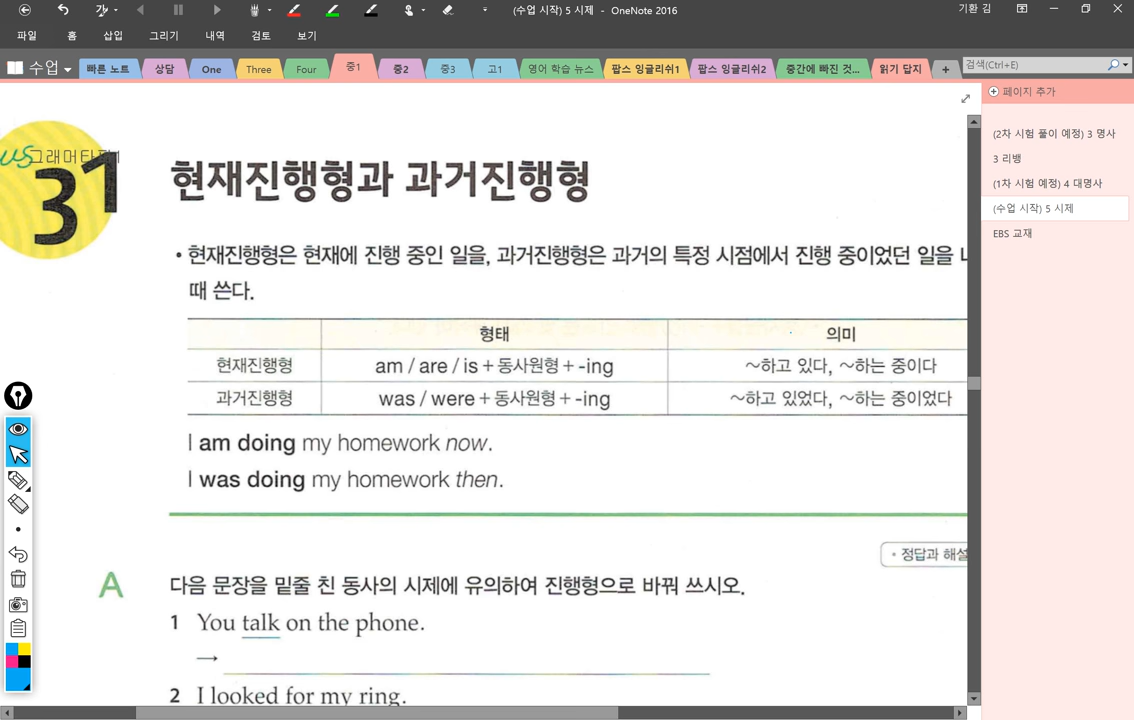 (수업 시작) 5 시제 - OneNote 2016
기환 김
파일 홈 삽입 그리기 내역 검토 보기
수업 빠른 노트 상담 One Three Four 중1 중2 중3 고1 영어 학습 뉴스 팝스 잉글리쉬1 팝스 잉글리쉬2 중간에 빠진 것... 읽기 답지 + 검색(Ctrl+E)
페이지 추가
(2차 시험 풀이 예정) 3 명사
3 리뱅
(1차 시험 예정) 4 대명사
(수업 시작) 5 시제
EBS 교재
us 그래머타파1
31
현재진행형과 과거진행형
• 현재진행형은 현재에 진행 중인 일을, 과거진행형은 과거의 특정 시점에서 진행 중이었던 일을
때 쓴다.
형태 의미
현재진행형 am / are / is + 동사원형 + -ing ~하고 있다, ~하는 중이다
과거진행형 was / were + 동사원형 + -ing ~하고 있었다, ~하는 중이었다
I am doing my homework now.
I was doing my homework then.
• 정답과 해설
A 다음 문장을 밑줄 친 동사의 시제에 유의하여 진행형으로 바꿔 쓰시오.
1 You talk on the phone.
→
2 I looked for my ring.